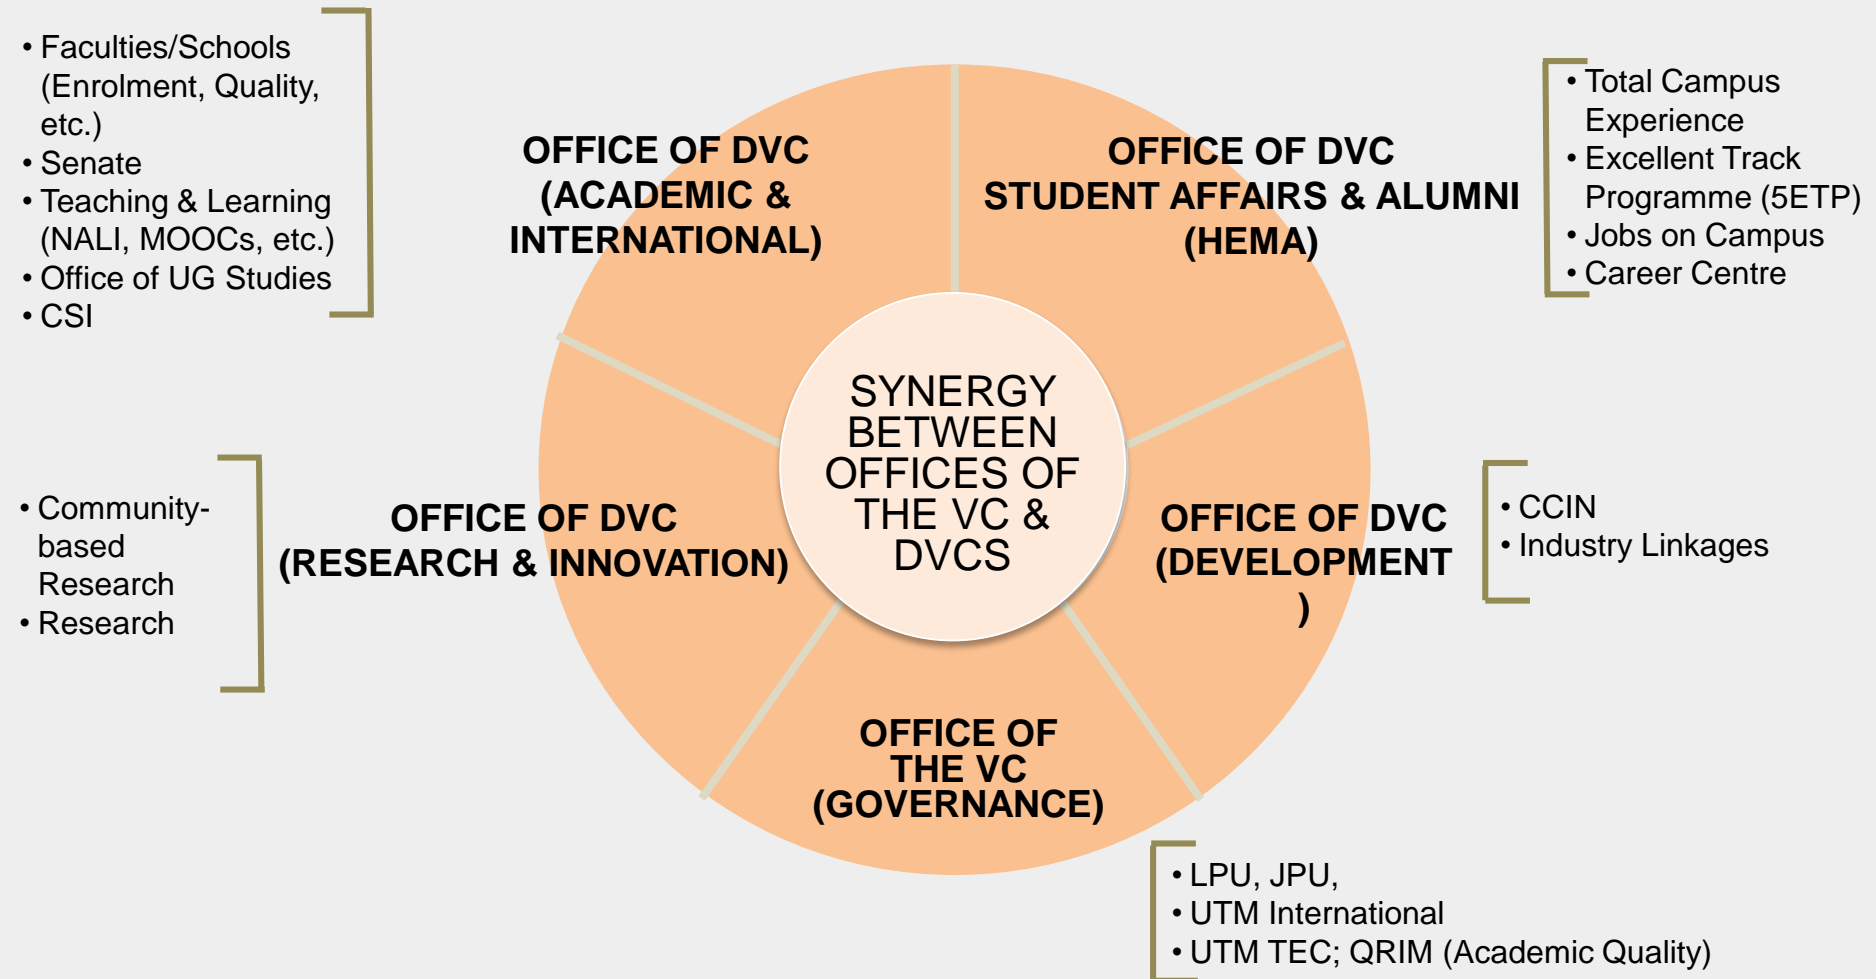 • Faculties/Schools
(Enrolment, Quality,
etc.)
• Senate
• Teaching & Learning
(NALI, MOOCs, etc.)
• Office of UG Studies
• CSI
OFFICE OF DVC
(ACADEMIC &
INTERNATIONAL)
OFFICE OF DVC
STUDENT AFFAIRS & ALUMNI
(HEMA)
• Total Campus
Experience
• Excellent Track
Programme (5ETP)
• Jobs on Campus
• Career Centre
• Community-
based
Research
• Research
OFFICE OF DVC
(RESEARCH & INNOVATION)
SYNERGY
BETWEEN
OFFICES OF
THE VC &
DVCS
OFFICE OF DVC
(DEVELOPMENT
)
• CCIN
• Industry Linkages
OFFICE OF
THE VC
(GOVERNANCE)
• LPU, JPU,
• UTM International
• UTM TEC; QRIM (Academic Quality)